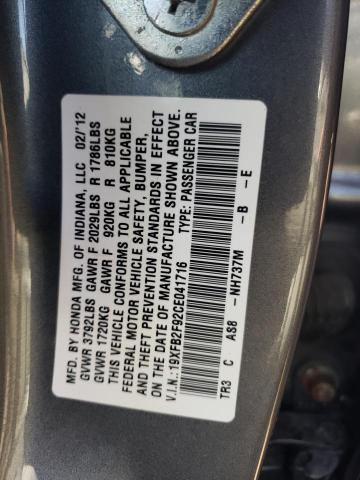 MFD. BY HONDA MFG. OF INDIANA, LLC 02/'12
GVWR 3792LBS GAWR F 2029LBS R 1786LBS
GVWR 1720KG GAWR F 920KG R 810KG
THIS VEHICLE CONFORMS TO ALL APPLICABLE
FEDERAL MOTOR VEHICLE SAFETY, BUMPER,
AND THEFT PREVENTION STANDARDS IN EFFECT
ON THE DATE OF MANUFACTURE SHOWN ABOVE.
V.I.N.:19XFB2F92CE041716 TYPE: PASSENGER CAR
TR3 C AS8 -NH737M -B -E